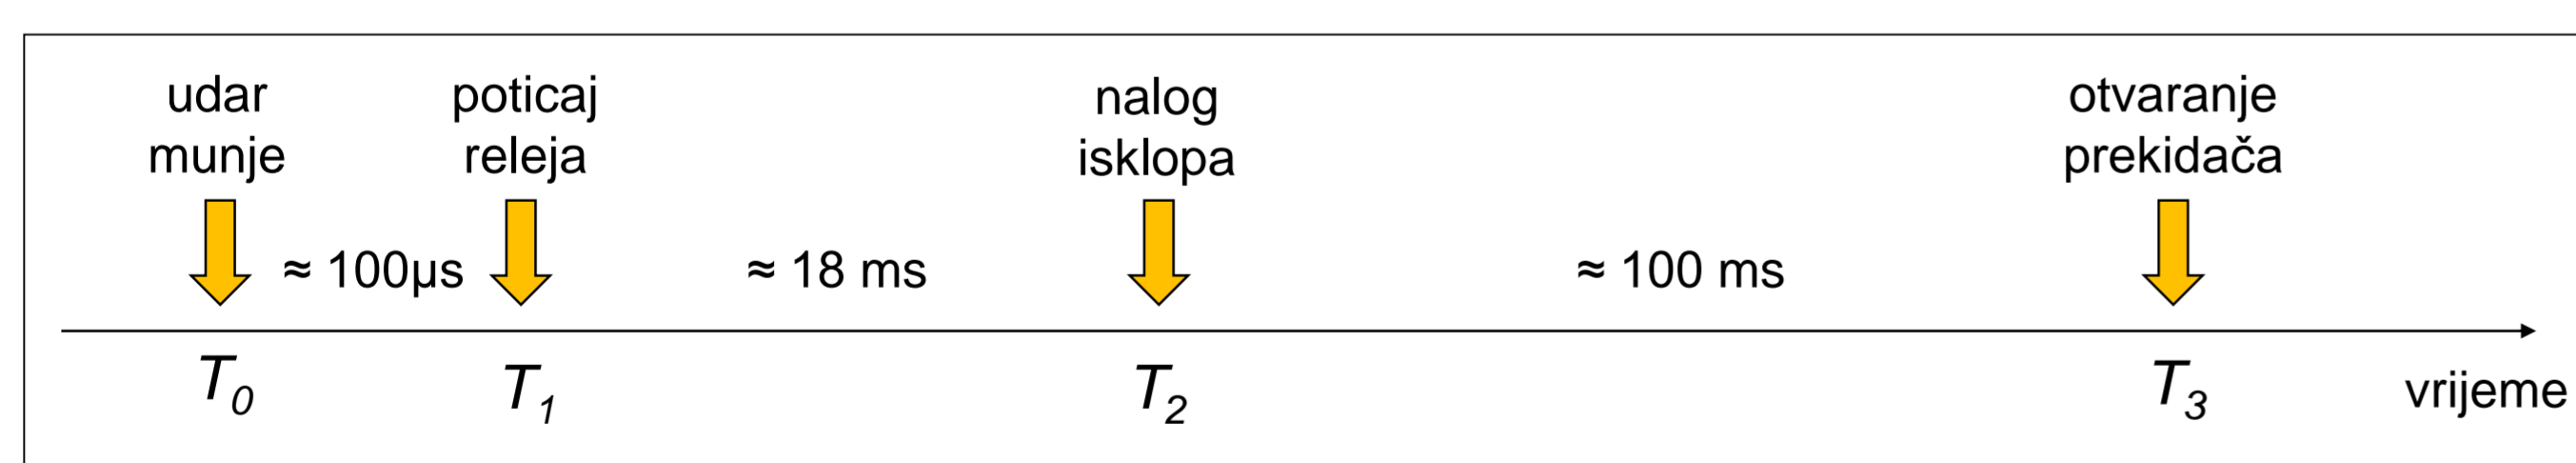 udar
munje
poticaj
releja
nalog
isklopa
otvaranje
prekidača
≈ 100µs
≈ 18 ms
≈ 100 ms
T0
T1
T2
T3
vrijeme